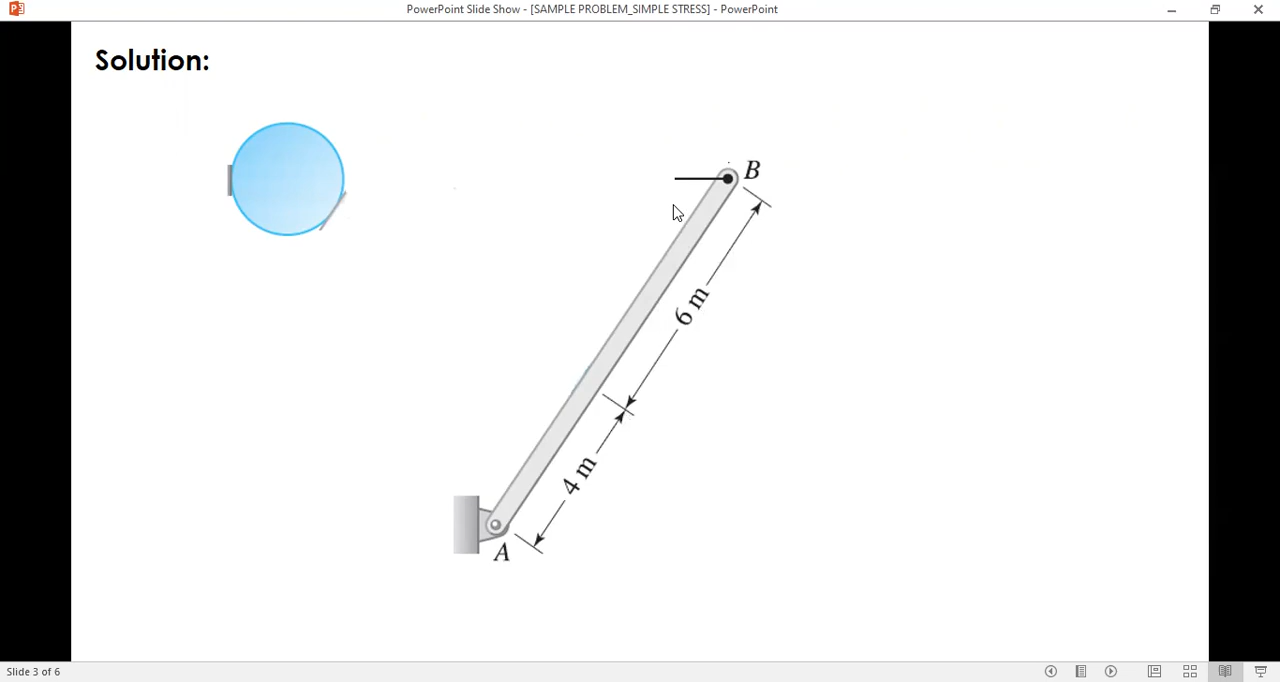 PowerPoint Slide Show - [SAMPLE PROBLEM_SIMPLE STRESS] - PowerPoint
Solution:
B
6 m
4 m
A
Slide 3 of 6